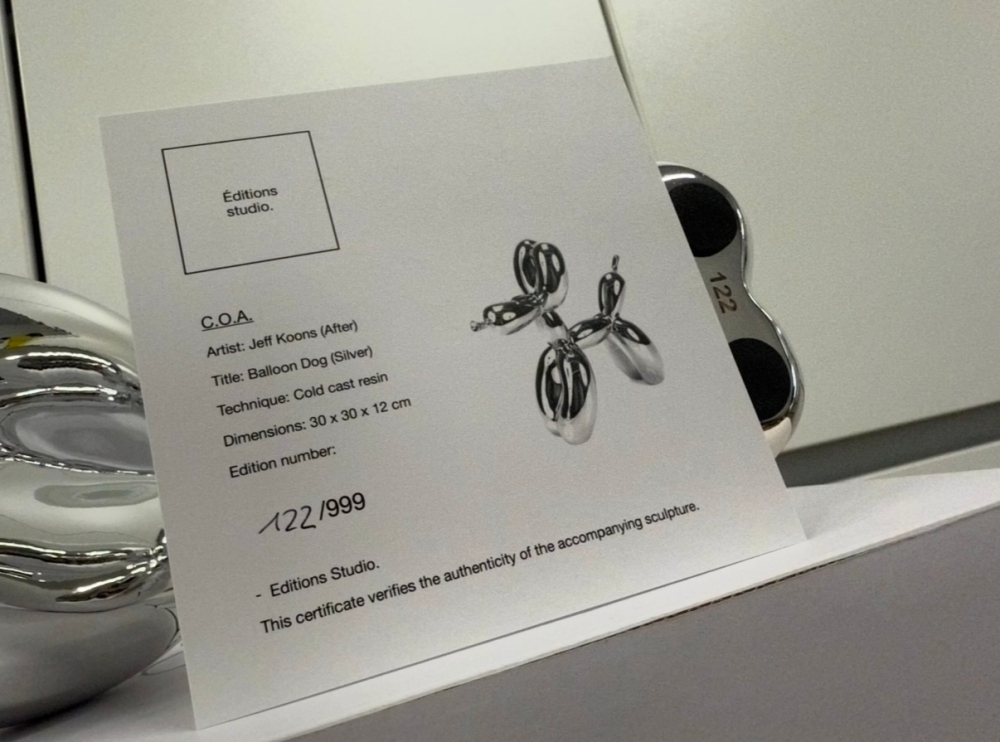 Éditions
studio.
C.O.A.
Artist: Jeff Koons (After)
Title: Balloon Dog (Silver)
Technique: Cold cast resin
Dimensions: 30 x 30 x 12 cm
Edition number:
122/999
- Editions Studio.
This certificate verifies the authenticity of the accompanying sculpture.
122